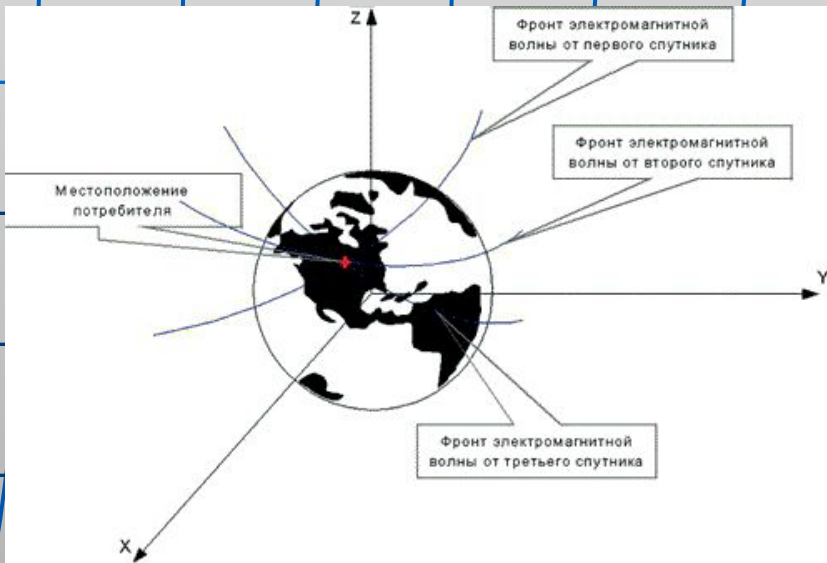 Z
Фронт электромагнитной
волны от первого спутника
Фронт электромагнитной
волны от второго спутника
Местоположение
потребителя
Y
Фронт электромагнитной
волны от третьего спутника
X